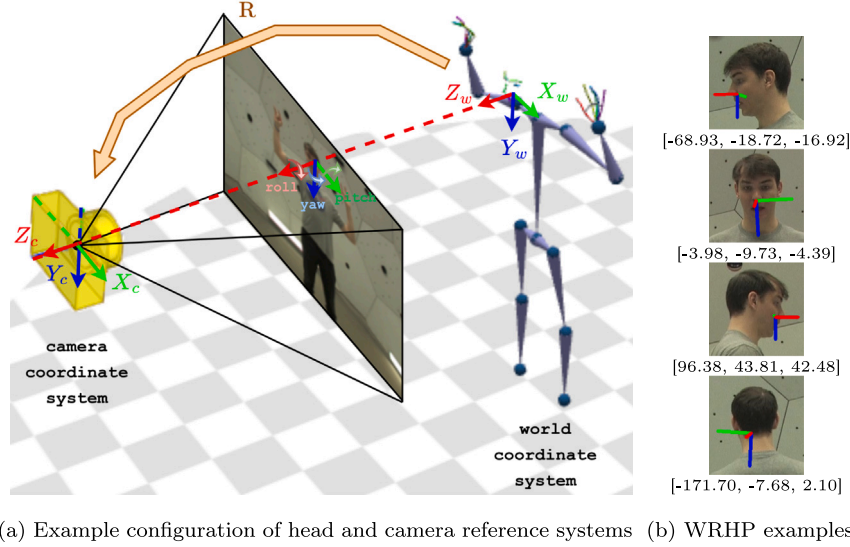 R
Z_w
X_w
Y_w
roll
yaw
pitch
Z_c
Y_c
X_c
camera
coordinate
system
world
coordinate
system
[-68.93, -18.72, -16.92]
[-3.98, -9.73, -4.39]
[96.38, 43.81, 42.48]
[-171.70, -7.68, 2.10]
(a) Example configuration of head and camera reference systems
(b) WRHP examples